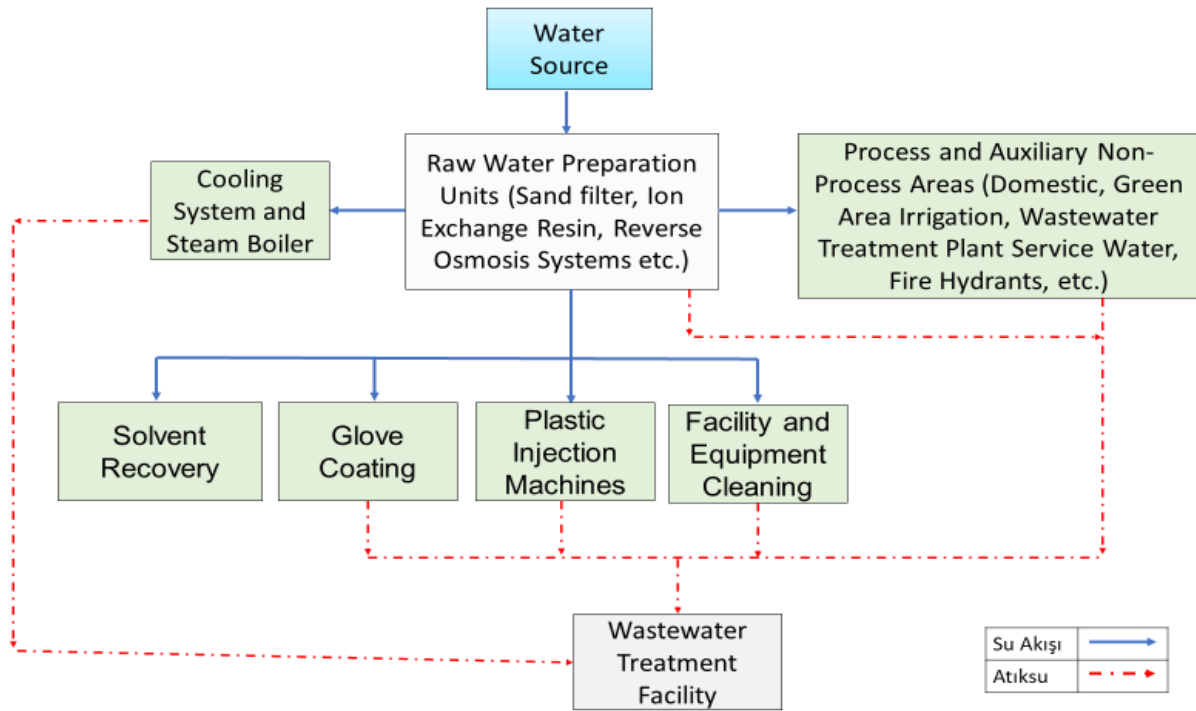 Water
Source
Raw Water Preparation
Units (Sand filter, Ion
Exchange Resin, Reverse
Osmosis Systems etc.)
Cooling
System and
Steam Boiler
Process and Auxiliary Non-
Process Areas (Domestic, Green
Area Irrigation, Wastewater
Treatment Plant Service Water,
Fire Hydrants, etc.)
Solvent
Recovery
Glove
Coating
Plastic
Injection
Machines
Facility and
Equipment
Cleaning
Wastewater
Treatment
Facility
Su Akışı
Atıksu